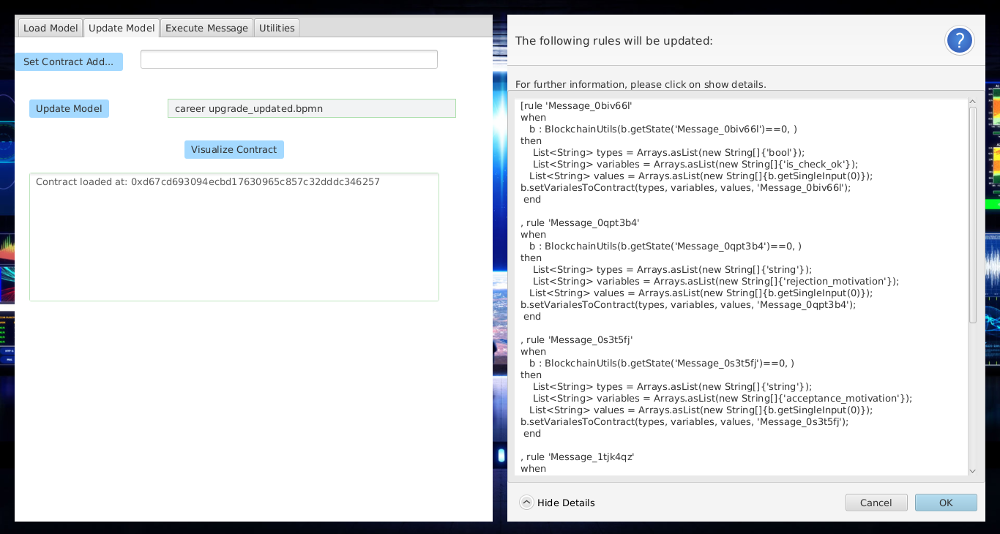 Load Model
Update Model
Execute Message
Utilities
Set Contract Add...
Update Model
career upgrade_updated.bpmn
Visualize Contract
Contract loaded at: 0xd67cd693094ecbd17630965c857c32dddc346257
The following rules will be updated:
?
For further information, please click on show details.
[rule 'Message_0biv66l'
when
b : BlockchainUtils(b.getState('Message_0biv66l')==0, )
then
List<String> types = Arrays.asList(new String[]{'bool'});
List<String> variables = Arrays.asList(new String[]{'is_check_ok'});
List<String> values = Arrays.asList(new String[]{b.getSingleInput(0)});
b.setVarialesToContract(types, variables, values, 'Message_0biv66l');
end
, rule 'Message_0qpt3b4'
when
b : BlockchainUtils(b.getState('Message_0qpt3b4')==0, )
then
List<String> types = Arrays.asList(new String[]{'string'});
List<String> variables = Arrays.asList(new String[]{'rejection_motivation'});
List<String> values = Arrays.asList(new String[]{b.getSingleInput(0)});
b.setVarialesToContract(types, variables, values, 'Message_0qpt3b4');
end
, rule 'Message_0s3t5fj'
when
b : BlockchainUtils(b.getState('Message_0s3t5fj')==0, )
then
List<String> types = Arrays.asList(new String[]{'string'});
List<String> variables = Arrays.asList(new String[]{'acceptance_motivation'});
List<String> values = Arrays.asList(new String[]{b.getSingleInput(0)});
b.setVarialesToContract(types, variables, values, 'Message_0s3t5fj');
end
, rule 'Message_1tjk4qz'
when
Hide Details
Cancel
OK